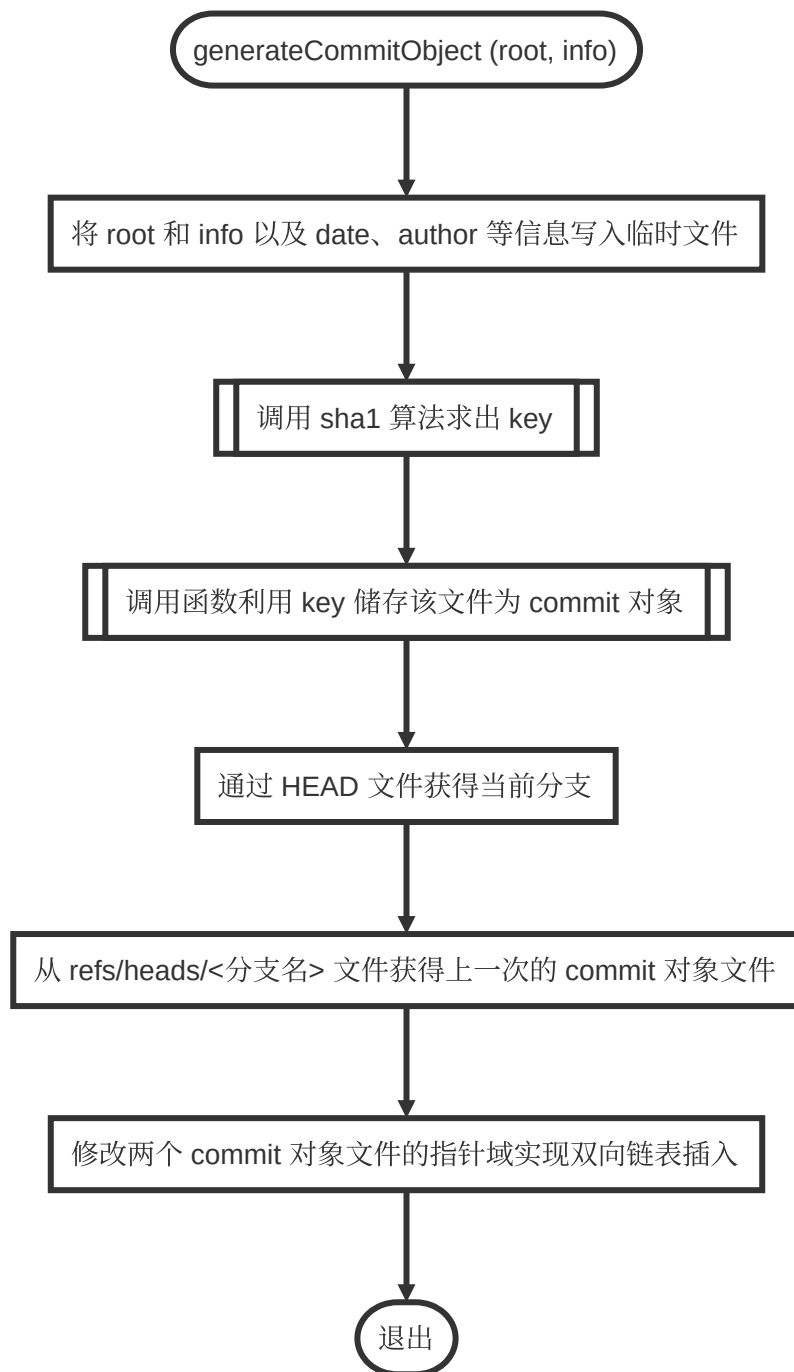 generateCommitObject (root, info)
将 root 和 info 以及 date、author 等信息写入临时文件
调用 sha1 算法求出 key
调用函数利用 key 储存该文件为 commit 对象
通过 HEAD 文件获得当前分支
从 refs/heads/<分支名> 文件获得上一次的 commit 对象文件
修改两个 commit 对象文件的指针域实现双向链表插入
退出